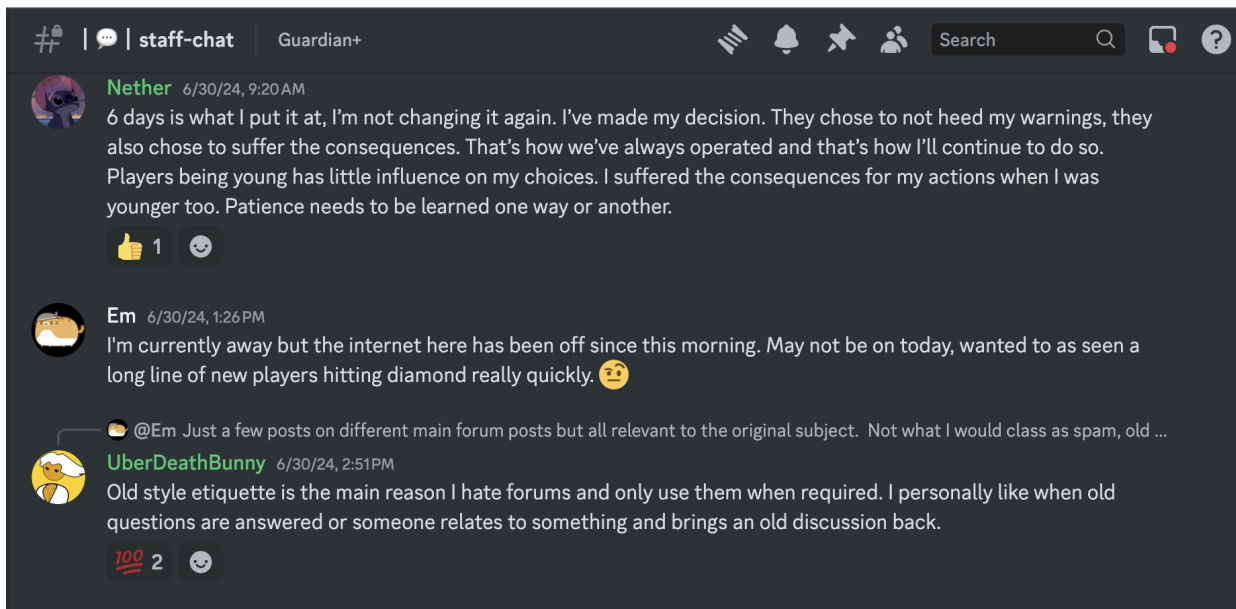 | 💬 | staff-chat Guardian+ Search
Nether 6/30/24, 9:20 AM
6 days is what I put it at, I’m not changing it again. I’ve made my decision. They chose to not heed my warnings, they
also chose to suffer the consequences. That’s how we’ve always operated and that’s how I’ll continue to do so.
Players being young has little influence on my choices. I suffered the consequences for my actions when I was
younger too. Patience needs to be learned one way or another.
👍 1
Em 6/30/24, 1:26 PM
I'm currently away but the internet here has been off since this morning. May not be on today, wanted to as seen a
long line of new players hitting diamond really quickly. 🤨
@Em Just a few posts on different main forum posts but all relevant to the original subject. Not what I would class as spam, old ...
UberDeathBunny 6/30/24, 2:51 PM
Old style etiquette is the main reason I hate forums and only use them when required. I personally like when old
questions are answered or someone relates to something and brings an old discussion back.
💯 2